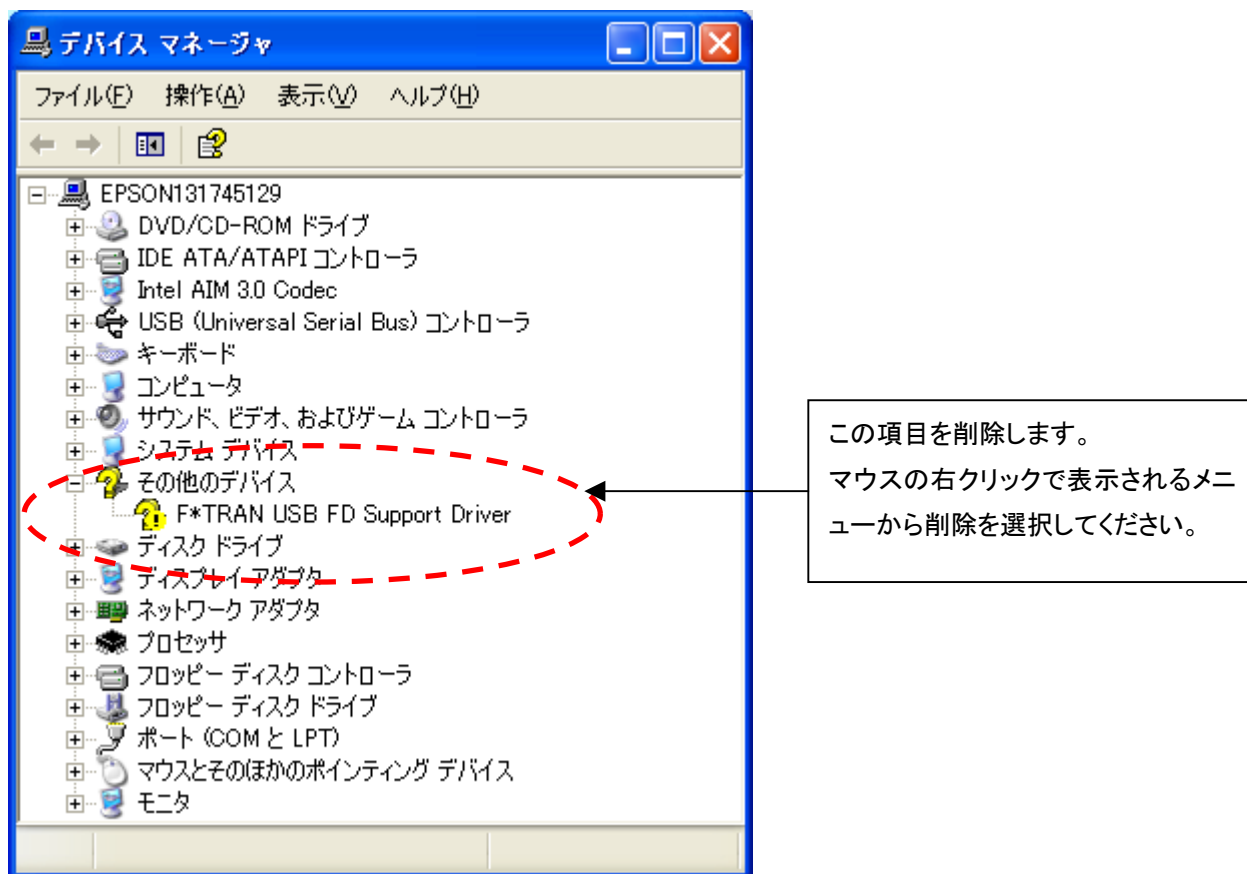 デバイス マネージャ
ファイル(F) 操作(A) 表示(V) ヘルプ(H)
EPSON131745129
DVD/CD-ROM ドライブ
IDE ATA/ATAPI コントローラ
Intel AIM 3.0 Codec
USB (Universal Serial Bus) コントローラ
キーボード
コンピュータ
サウンド、ビデオ、およびゲーム コントローラ
システム デバイス
その他のデバイス
F*TRAN USB FD Support Driver
ディスク ドライブ
ディスプレイ アダプタ
ネットワーク アダプタ
プロセッサ
フロッピー ディスク コントローラ
フロッピー ディスク ドライブ
ポート (COM と LPT)
マウスとそのほかのポインティング デバイス
モニタ
この項目を削除します。
マウスの右クリックで表示されるメニ
ューから削除を選択してください。